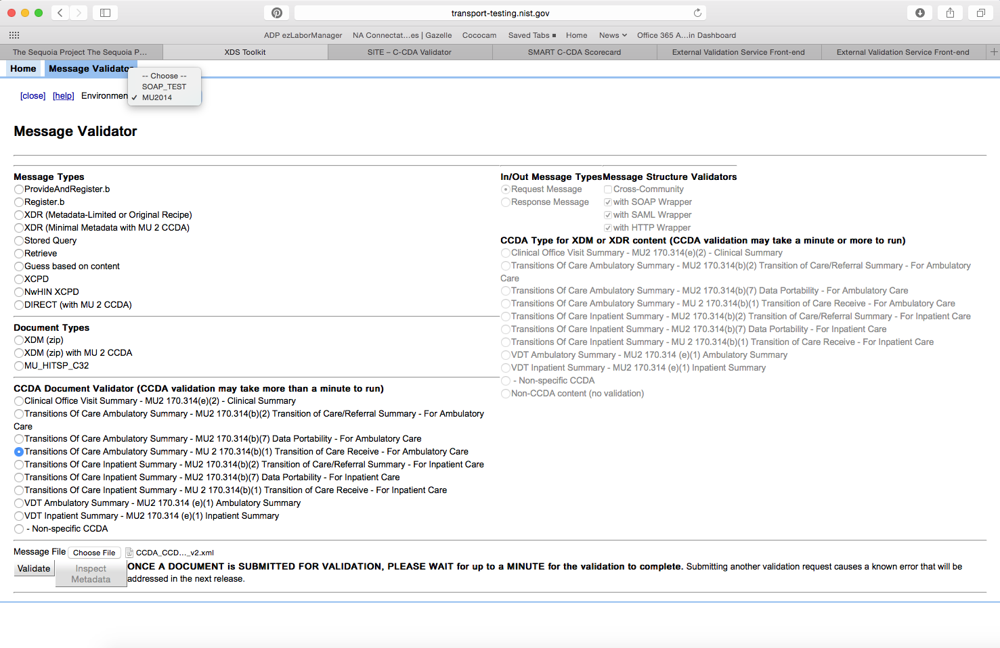 transport-testing.nist.gov
ADP ezLaborManager NA Connectat...es | Gazelle Cococam Saved Tabs Home News Office 365 A...in Dashboard
The Sequoia Project The Sequoia P... XDS Toolkit SITE – C-CDA Validator SMART C-CDA Scorecard External Validation Service Front-end External Validation Service Front-end
Home Message Validator
-- Choose --
SOAP_TEST
MU2014
[close] [help] Environmen
Message Validator
Message Types
ProvideAndRegister.b
Register.b
XDR (Metadata-Limited or Original Recipe)
XDR (Minimal Metadata with MU 2 CCDA)
Stored Query
Retrieve
Guess based on content
XCPD
NwHIN XCPD
DIRECT (with MU 2 CCDA)
Document Types
XDM (zip)
XDM (zip) with MU 2 CCDA
MU_HITSP_C32
CCDA Document Validator (CCDA validation may take more than a minute to run)
Clinical Office Visit Summary - MU2 170.314(e)(2) - Clinical Summary
Transitions Of Care Ambulatory Summary - MU2 170.314(b)(2) Transition of Care/Referral Summary - For Ambulatory
Care
Transitions Of Care Ambulatory Summary - MU2 170.314(b)(7) Data Portability - For Ambulatory Care
Transitions Of Care Ambulatory Summary - MU 2 170.314(b)(1) Transition of Care Receive - For Ambulatory Care
Transitions Of Care Inpatient Summary - MU2 170.314(b)(2) Transition of Care/Referral Summary - For Inpatient Care
Transitions Of Care Inpatient Summary - MU2 170.314(b)(7) Data Portability - For Inpatient Care
Transitions Of Care Inpatient Summary - MU 2 170.314(b)(1) Transition of Care Receive - For Inpatient Care
VDT Ambulatory Summary - MU2 170.314 (e)(1) Ambulatory Summary
VDT Inpatient Summary - MU2 170.314 (e)(1) Inpatient Summary
- Non-specific CCDA
In/Out Message Types
Request Message
Response Message
Message Structure Validators
Cross-Community
with SOAP Wrapper
with SAML Wrapper
with HTTP Wrapper
CCDA Type for XDM or XDR content (CCDA validation may take a minute or more to run)
Clinical Office Visit Summary - MU2 170.314(e)(2) - Clinical Summary
Transitions Of Care Ambulatory Summary - MU2 170.314(b)(2) Transition of Care/Referral Summary - For Ambulatory
Care
Transitions Of Care Ambulatory Summary - MU2 170.314(b)(7) Data Portability - For Ambulatory Care
Transitions Of Care Ambulatory Summary - MU 2 170.314(b)(1) Transition of Care Receive - For Ambulatory Care
Transitions Of Care Inpatient Summary - MU2 170.314(b)(2) Transition of Care/Referral Summary - For Inpatient Care
Transitions Of Care Inpatient Summary - MU2 170.314(b)(7) Data Portability - For Inpatient Care
Transitions Of Care Inpatient Summary - MU 2 170.314(b)(1) Transition of Care Receive - For Inpatient Care
VDT Ambulatory Summary - MU2 170.314 (e)(1) Ambulatory Summary
VDT Inpatient Summary - MU2 170.314 (e)(1) Inpatient Summary
- Non-specific CCDA
Non-CCDA content (no validation)
Message File Choose File CCDA_CCD..._v2.xml
Validate Inspect Metadata ONCE A DOCUMENT is SUBMITTED FOR VALIDATION, PLEASE WAIT for up to a MINUTE for the validation to complete. Submitting another validation request causes a known error that will be
addressed in the next release.